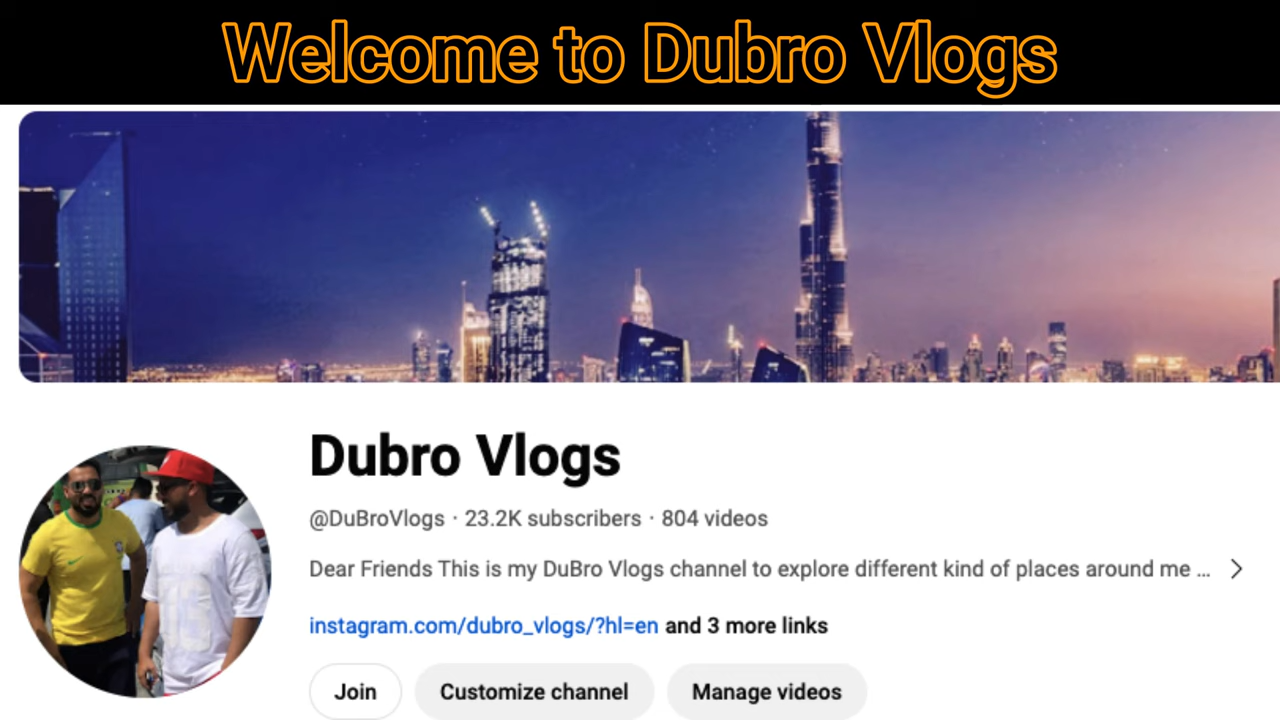 Welcome to Dubro Vlogs
Dubro Vlogs
@DuBroVlogs · 23.2K subscribers · 804 videos
Dear Friends This is my DuBro Vlogs channel to explore different kind of places around me ...
instagram.com/dubro_vlogs/?hl=en and 3 more links
Join Customize channel Manage videos